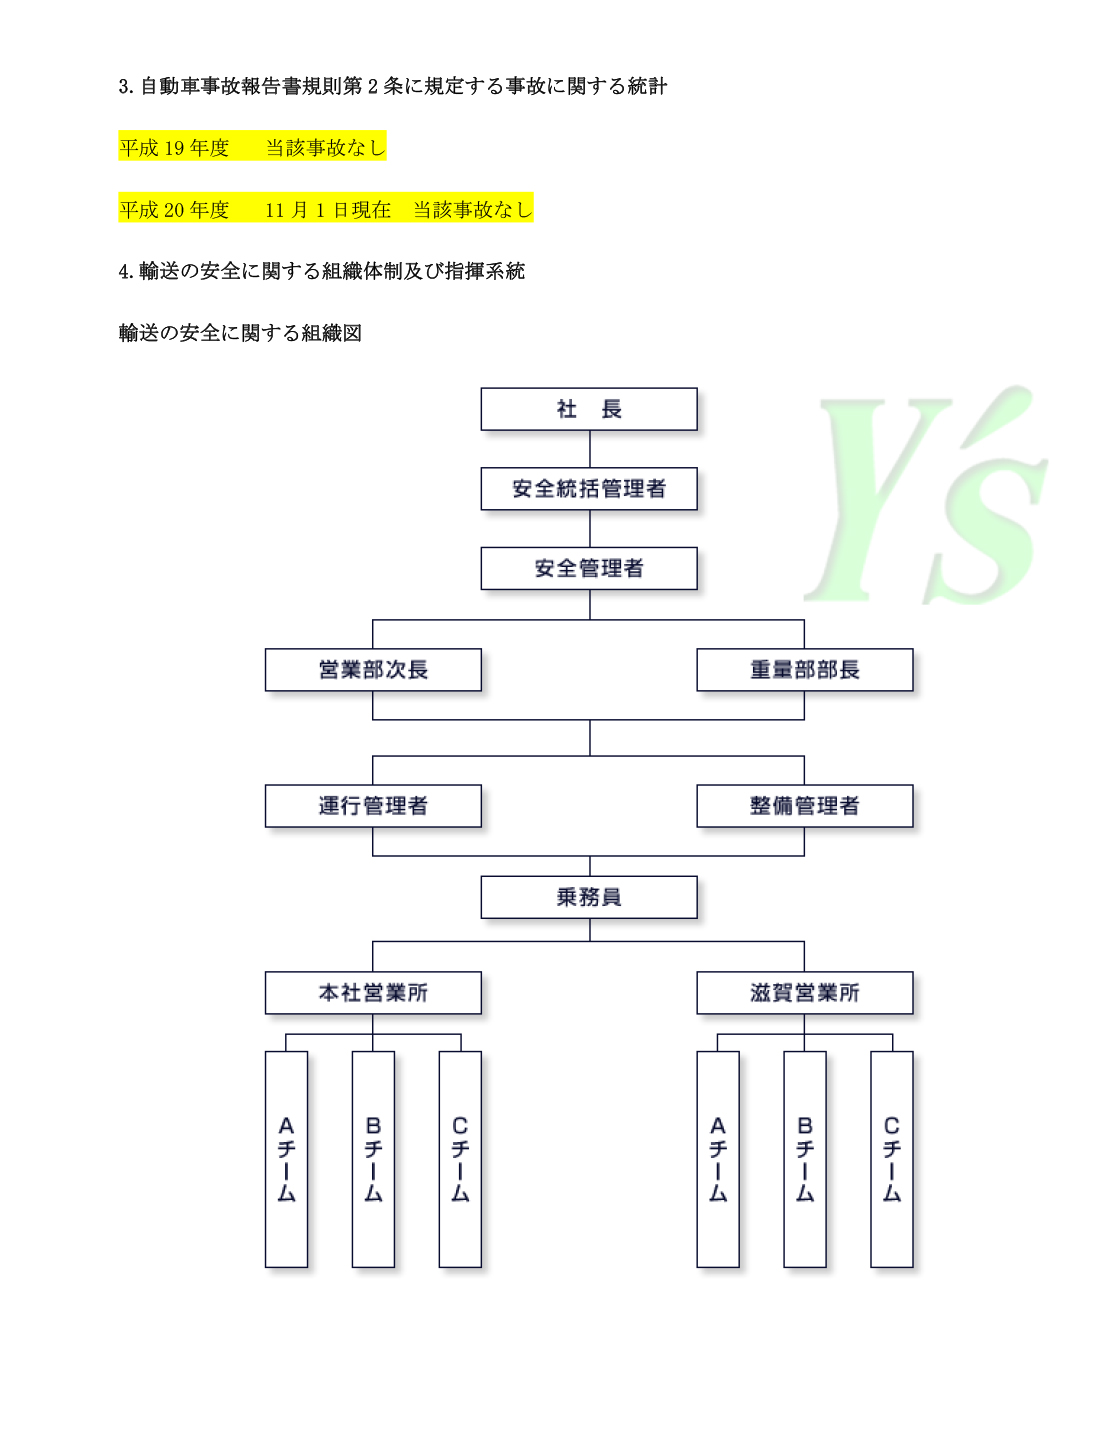 3.自動車事故報告書規則第2条に規定する事故に関する統計
平成19年度　当該事故なし
平成20年度　11月1日現在　当該事故なし
4.輸送の安全に関する組織体制及び指揮系統
輸送の安全に関する組織図
Y's
社　長
安全統括管理者
安全管理者
営業部次長
重量部部長
運行管理者
整備管理者
乗務員
本社営業所
滋賀営業所
Aチーム
Bチーム
Cチーム
Aチーム
Bチーム
Cチーム